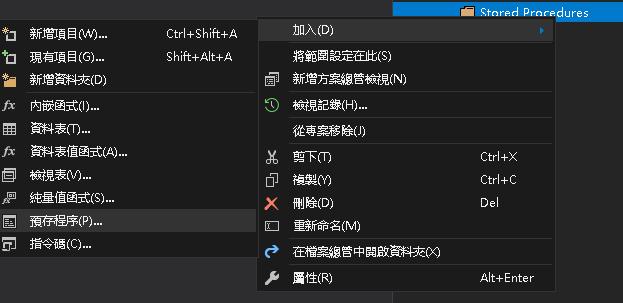 Stored Procedures
加入(D)
將範圍設定在此(S)
新增方案總管檢視(N)
檢視記錄(H)...
從專案移除(J)
剪下(T) Ctrl+X
複製(Y) Ctrl+C
刪除(D) Del
重新命名(M)
在檔案總管中開啟資料夾(X)
屬性(R) Alt+Enter
新增項目(W)... Ctrl+Shift+A
現有項目(G)... Shift+Alt+A
新增資料夾(D)
內嵌函式(I)...
資料表(T)...
資料表值函式(A)...
檢視表(V)...
純量值函式(S)...
預存程序(P)...
指令碼(C)...